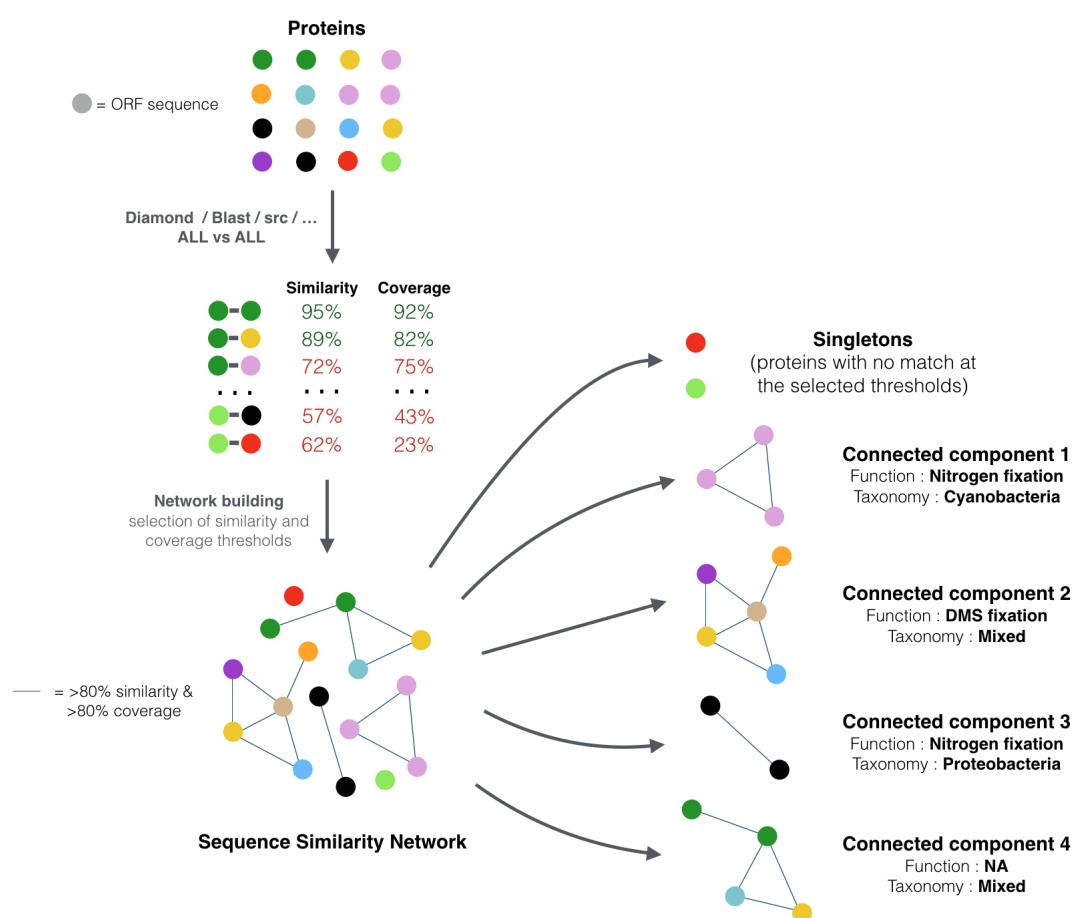 Proteins
= ORF sequence
Diamond / Blast / src / ...
ALL vs ALL
Similarity Coverage
95% 92%
89% 82%
72% 75%
. . . . . . . . .
57% 43%
62% 23%
Network building
selection of similarity and
coverage thresholds
= >80% similarity &
>80% coverage
Sequence Similarity Network
Singletons
(proteins with no match at
the selected thresholds)
Connected component 1
Function : Nitrogen fixation
Taxonomy : Cyanobacteria
Connected component 2
Function : DMS fixation
Taxonomy : Mixed
Connected component 3
Function : Nitrogen fixation
Taxonomy : Proteobacteria
Connected component 4
Function : NA
Taxonomy : Mixed